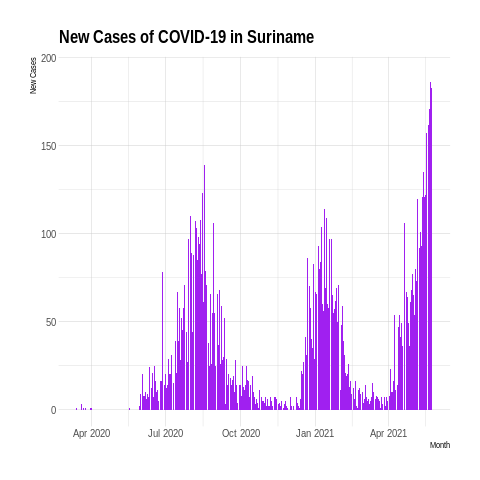 New Cases of COVID-19 in Suriname
New Cases
200
150
100
50
0
Apr 2020 Jul 2020 Oct 2020 Jan 2021 Apr 2021
Month